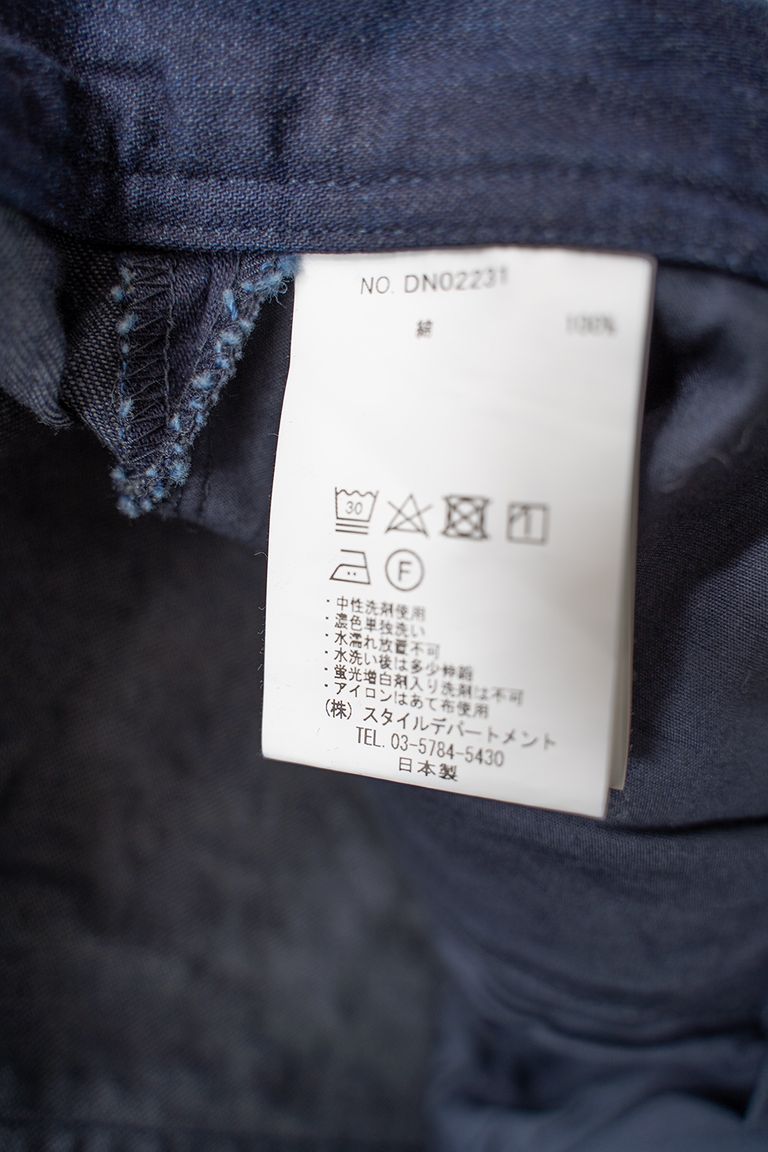 NO. DN02231
綿 100%
30
F
・中性洗剤使用
・濃色単独洗い
・水濡れ放置不可
・水洗い後は多少伸縮
・蛍光増白剤入り洗剤は不可
・アイロンはあて布使用
(株) スタイルデパートメント
TEL. 03-5784-5430
日本製